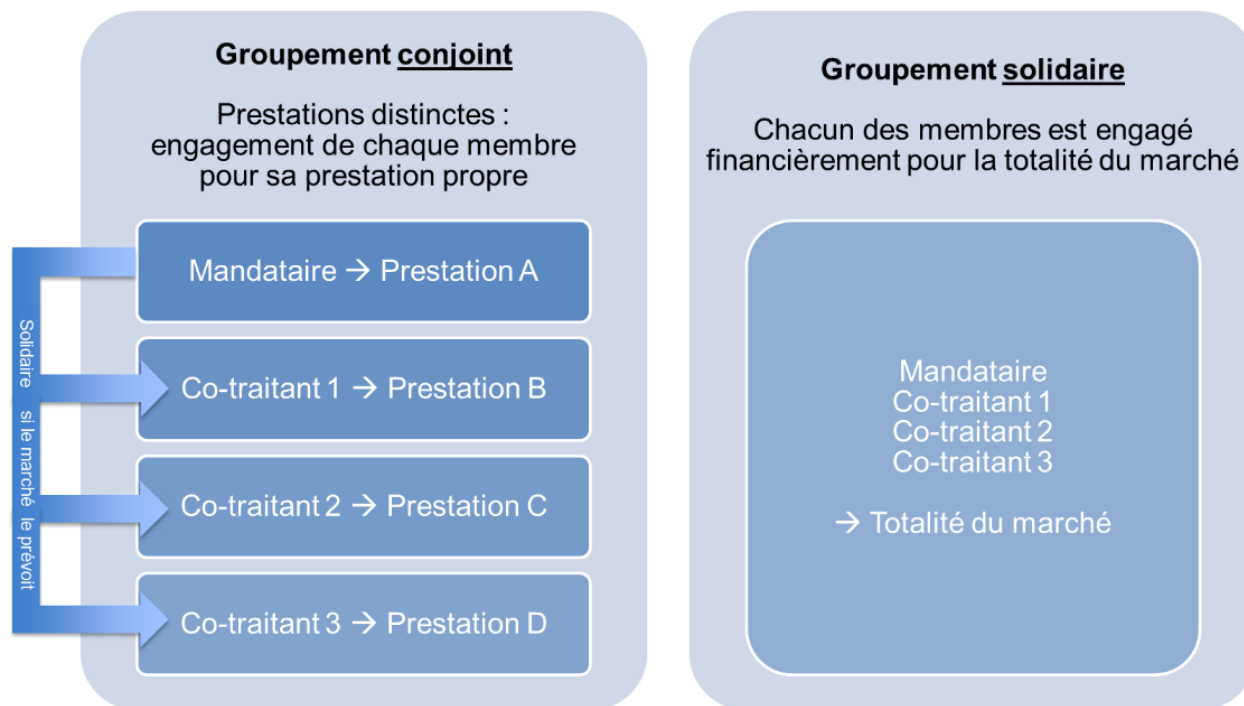 Groupement conjoint
Prestations distinctes :
engagement de chaque membre
pour sa prestation propre
Mandataire → Prestation A
Co-traitant 1 → Prestation B
Co-traitant 2 → Prestation C
Co-traitant 3 → Prestation D
Solidaire si le marché le prévoit
Groupement solidaire
Chacun des membres est engagé
financièrement pour la totalité du marché
Mandataire
Co-traitant 1
Co-traitant 2
Co-traitant 3
→ Totalité du marché